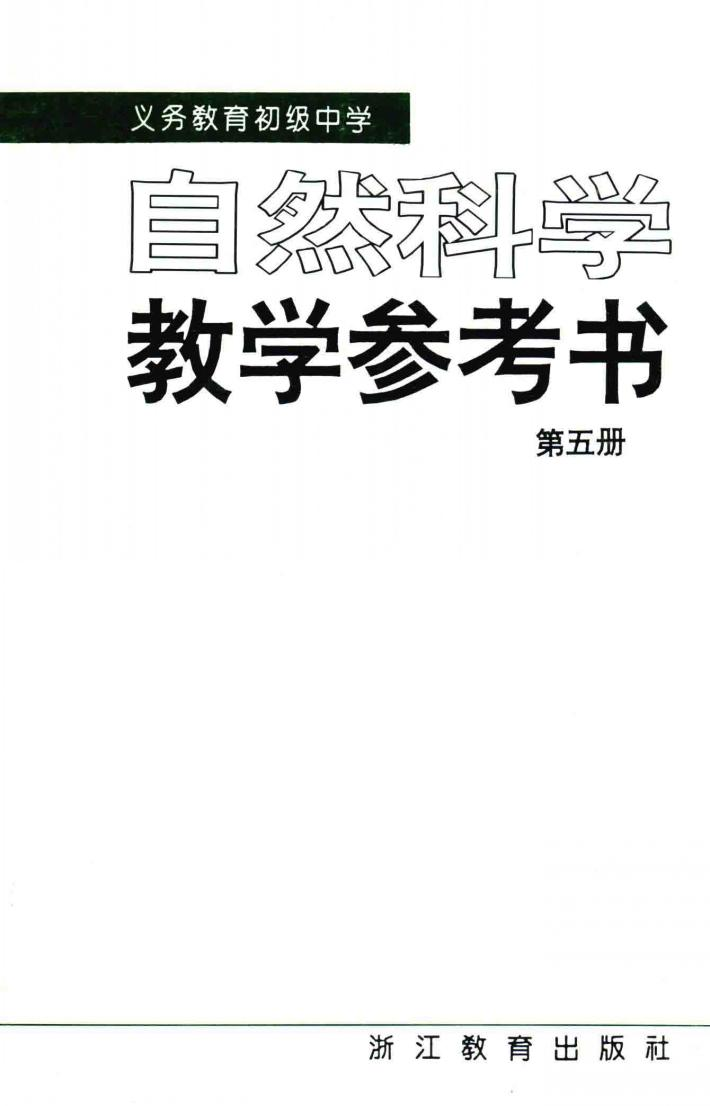 义务教育初级中学
自然科学
教学参考书
第五册
浙江教育出版社